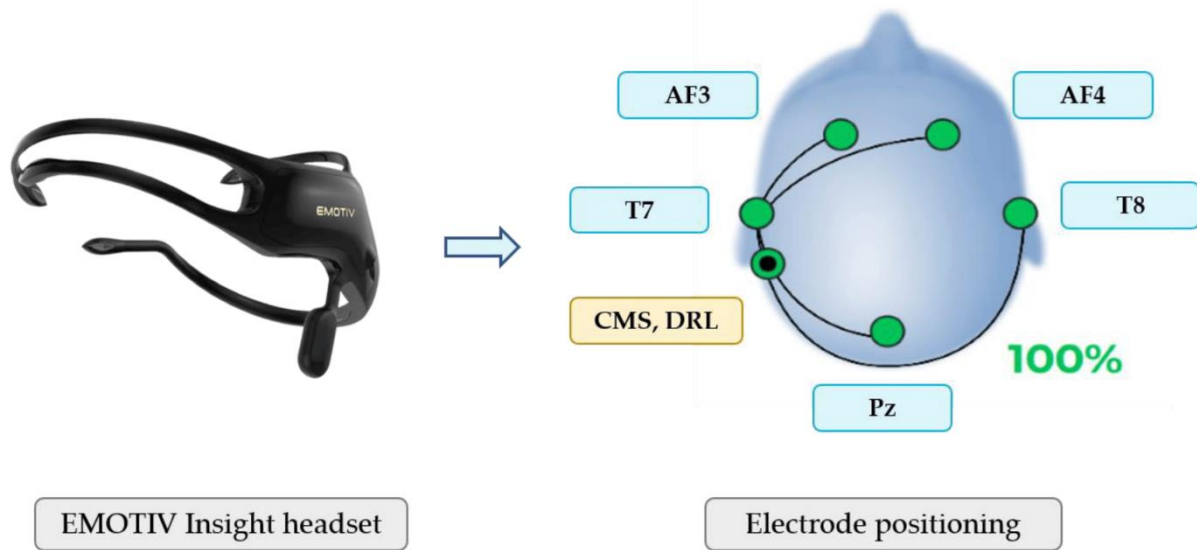 AF3
AF4
EMOTIV
T7
T8
CMS, DRL
100%
Pz
EMOTIV Insight headset
Electrode positioning